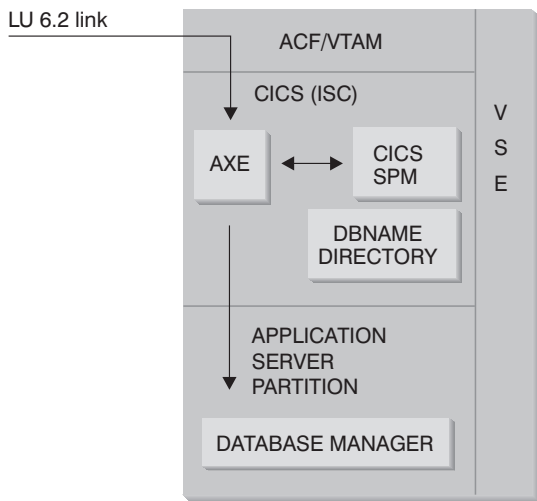 LU 6.2 link
ACF/VTAM
CICS (ISC)
V
S
E
AXE
CICS
SPM
DBNAME
DIRECTORY
APPLICATION
SERVER
PARTITION
DATABASE MANAGER